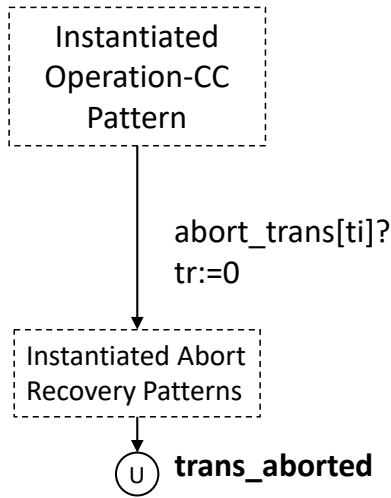 Instantiated
Operation-CC
Pattern
abort_trans[ti]?
tr:=0
Instantiated Abort
Recovery Patterns
U
trans_aborted